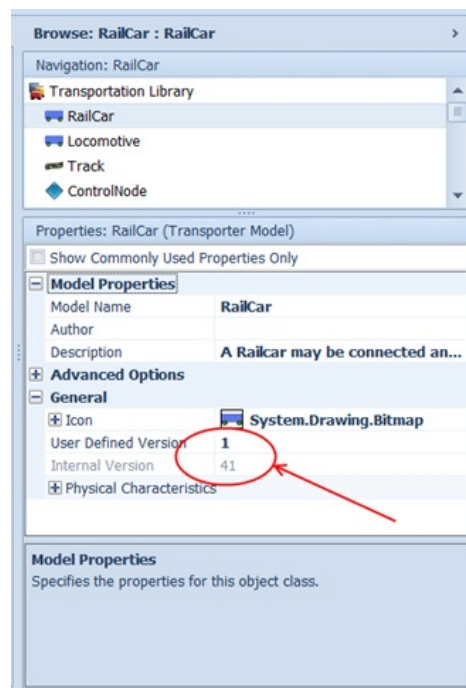 Browse: RailCar : RailCar
Navigation: RailCar
Transportation Library
RailCar
Locomotive
Track
ControlNode
Properties: RailCar (Transporter Model)
Show Commonly Used Properties Only
Model Properties
Model Name RailCar
Author
Description A Railcar may be connected an...
Advanced Options
General
Icon System.Drawing.Bitmap
User Defined Version 1
Internal Version 41
Physical Characteristics
Model Properties
Specifies the properties for this object class.